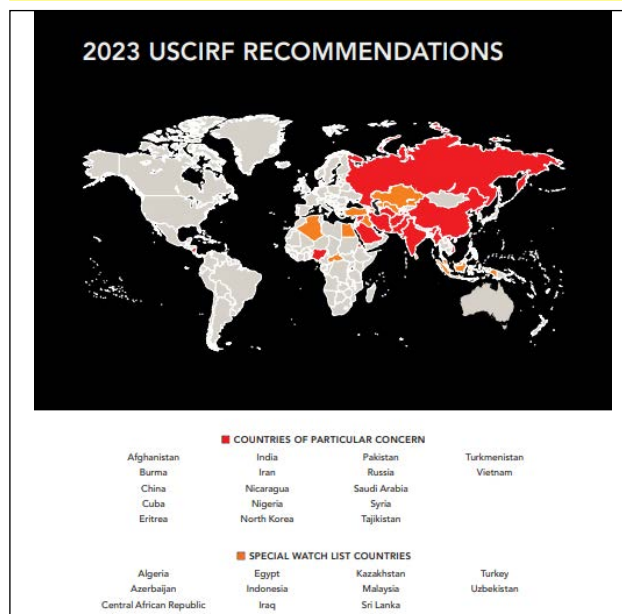 2023 USCIRF RECOMMENDATIONS
COUNTRIES OF PARTICULAR CONCERN
Afghanistan India Pakistan Turkmenistan
Burma Iran Russia Vietnam
China Nicaragua Saudi Arabia
Cuba Nigeria Syria
Eritrea North Korea Tajikistan
SPECIAL WATCH LIST COUNTRIES
Algeria Egypt Kazakhstan Turkey
Azerbaijan Indonesia Malaysia Uzbekistan
Central African Republic Iraq Sri Lanka